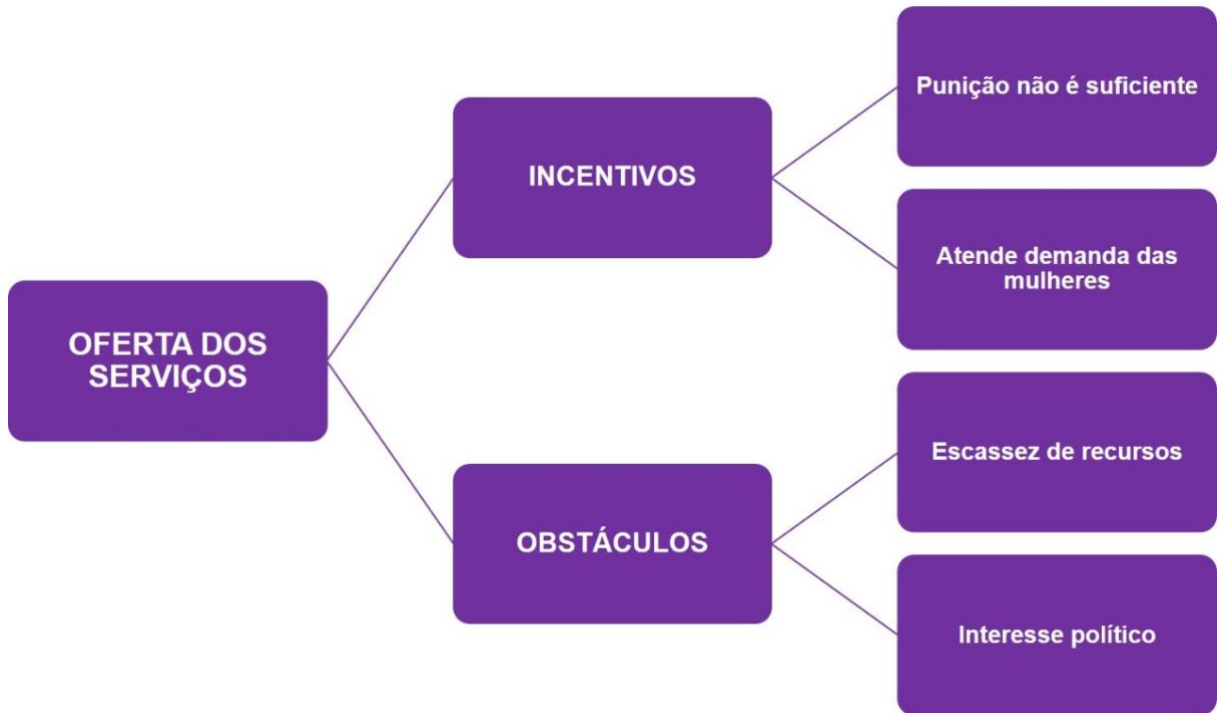 OFERTA DOS
SERVIÇOS
INCENTIVOS
Punição não é suficiente
Atende demanda das
mulheres
OBSTÁCULOS
Escassez de recursos
Interesse político